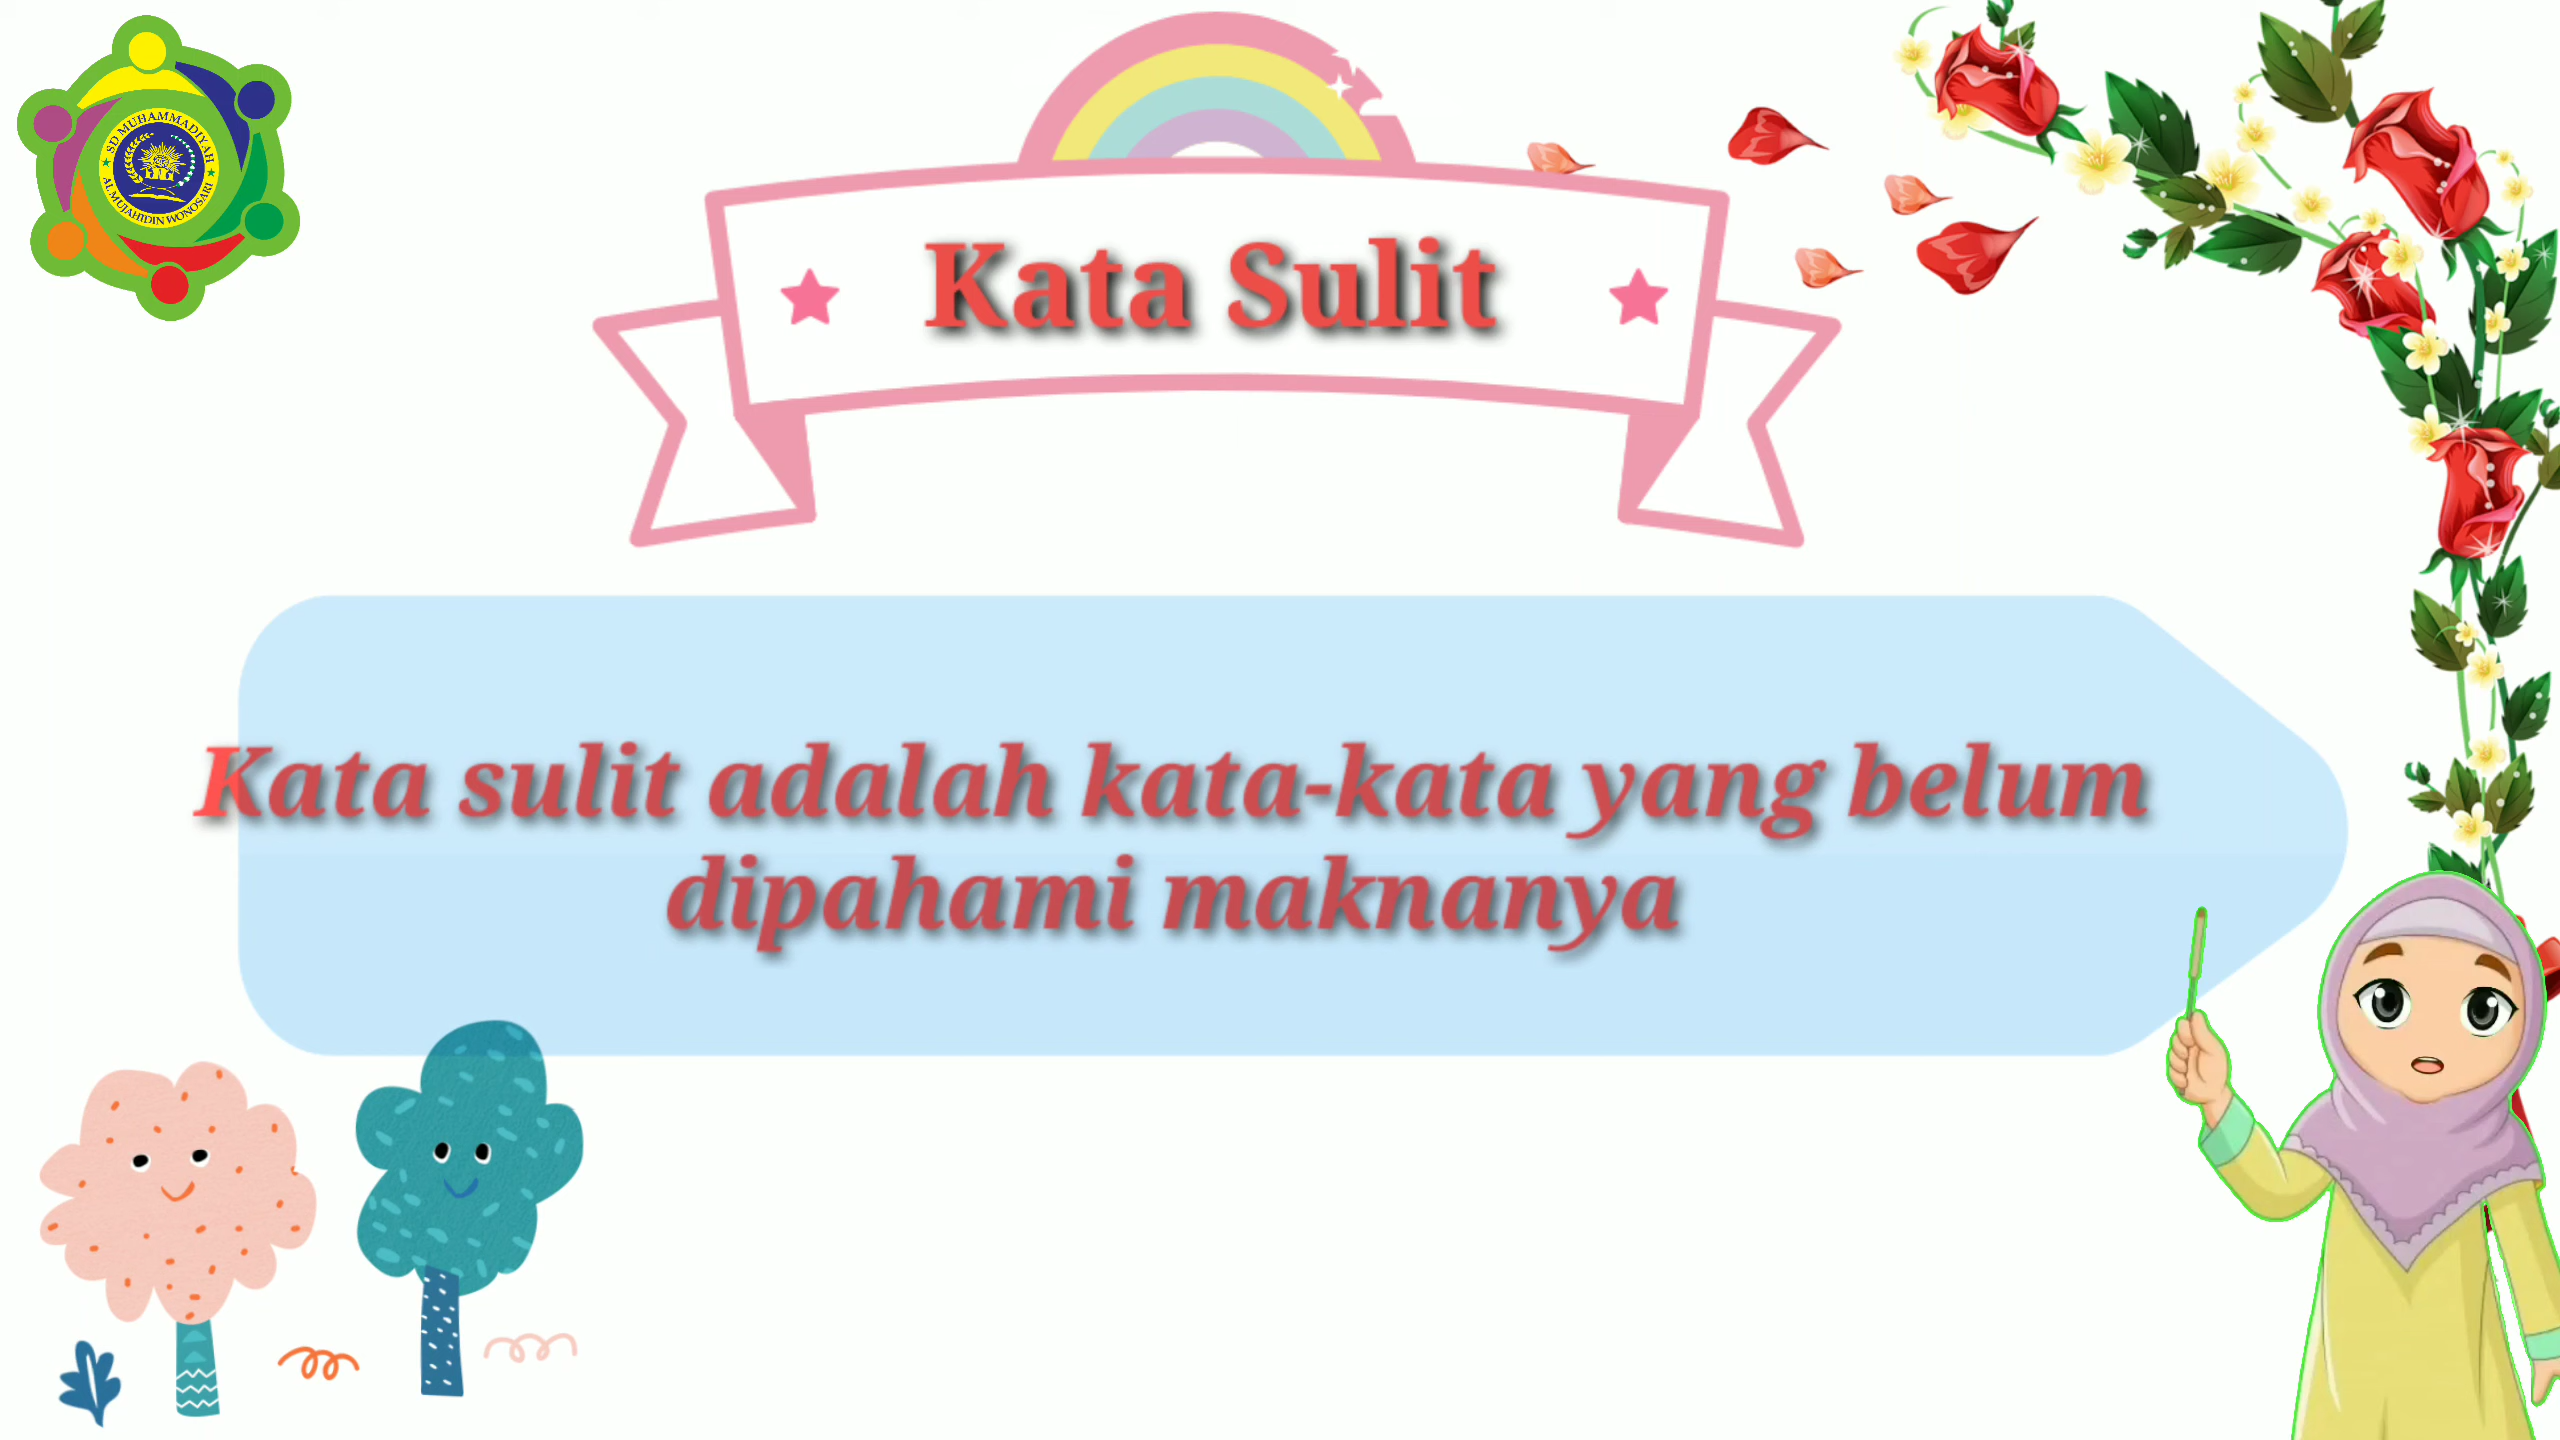 SD MUHAMMADIYAH
AL MUJAHIDIN WONOSARI
Kata Sulit
Kata sulit adalah kata-kata yang belum
dipahami maknanya